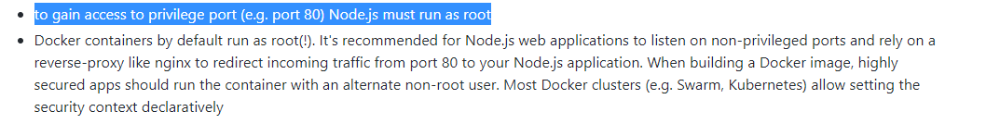 to gain access to privilege port (e.g. port 80) Node.js must run as root
Docker containers by default run as root(!). It's recommended for Node.js web applications to listen on non-privileged ports and rely on a
reverse-proxy like nginx to redirect incoming traffic from port 80 to your Node.js application. When building a Docker image, highly
secured apps should run the container with an alternate non-root user. Most Docker clusters (e.g. Swarm, Kubernetes) allow setting the
security context declaratively